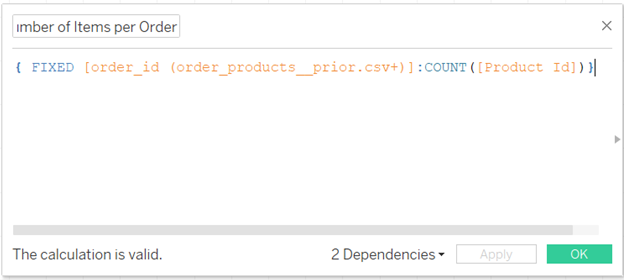 mber of Items per Order
{ FIXED [order_id (order_products__prior.csv+)]:COUNT([Product Id])}
The calculation is valid.
2 Dependencies
Apply
OK